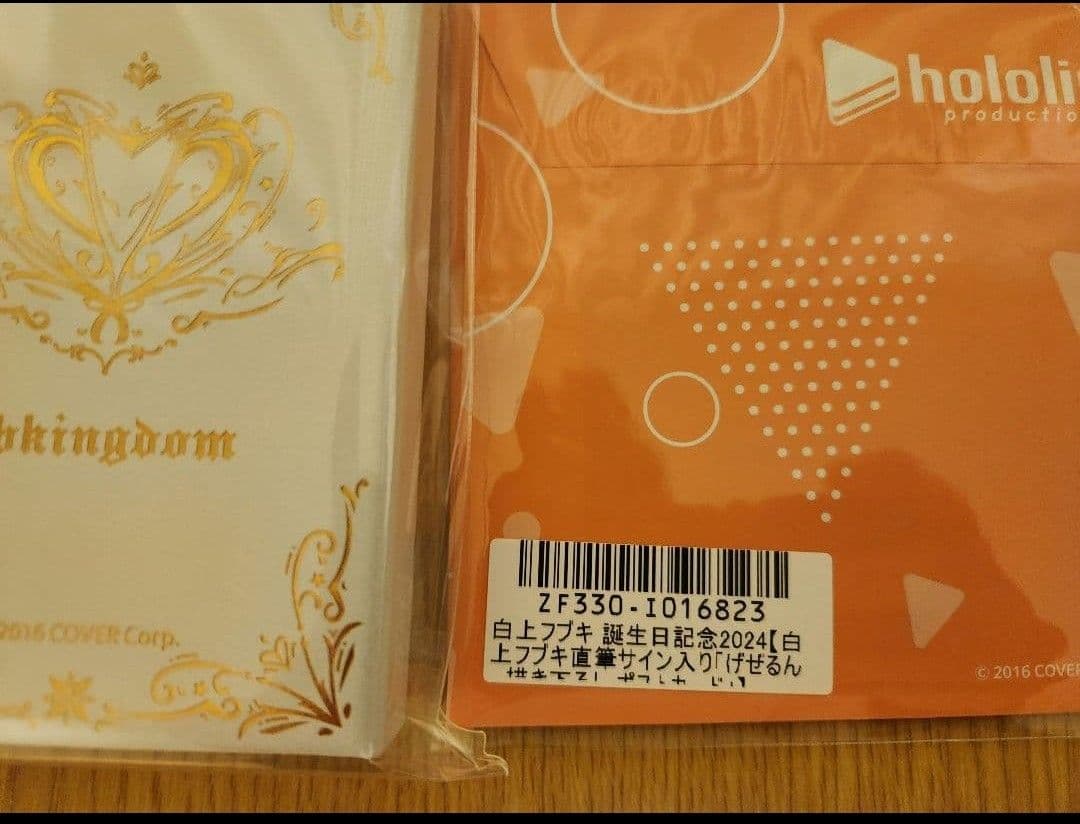 hololi
productio
bkingdom
2016 COVER Corp.
ZF330-I016823
白上フブキ 誕生日記念2024【白
上フブキ直筆サイン入り「げぜるん
© 2016 COVER